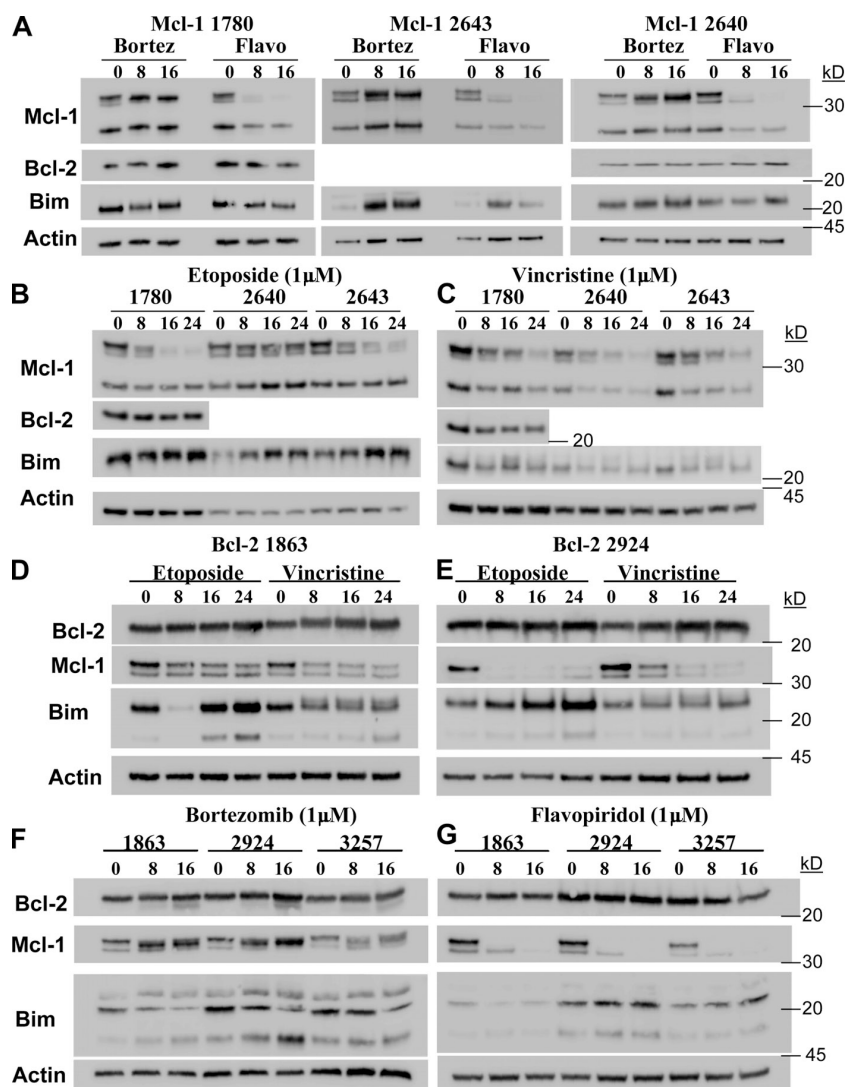 A
Mcl-1 1780 Mcl-1 2643 Mcl-1 2640
Bortez Flavo Bortez Flavo Bortez Flavo
0 8 16 0 8 16 0 8 16 0 8 16 0 8 16 0 8 16 kD
Mcl-1 30
Bcl-2 20
Bim 20
Actin 45
Etoposide (1µM) Vincristine (1µM)
B 1780 2640 2643 C 1780 2640 2643
0 8 16 24 0 8 16 24 0 8 16 24 0 8 16 24 0 8 16 24 0 8 16 24 kD
Mcl-1 30
Bcl-2 20
Bim 20
Actin 45
Bcl-2 1863 Bcl-2 2924
D Etoposide Vincristine E Etoposide Vincristine
0 8 16 24 0 8 16 24 0 8 16 24 0 8 16 24 kD
Bcl-2 20
Mcl-1 30
Bim 20
Actin 45
Bortezomib (1µM) Flavopiridol (1µM)
F 1863 2924 3257 G 1863 2924 3257
0 8 16 0 8 16 0 8 16 0 8 16 0 8 16 0 8 16 kD
Bcl-2 20
Mcl-1 30
Bim 20
Actin 45